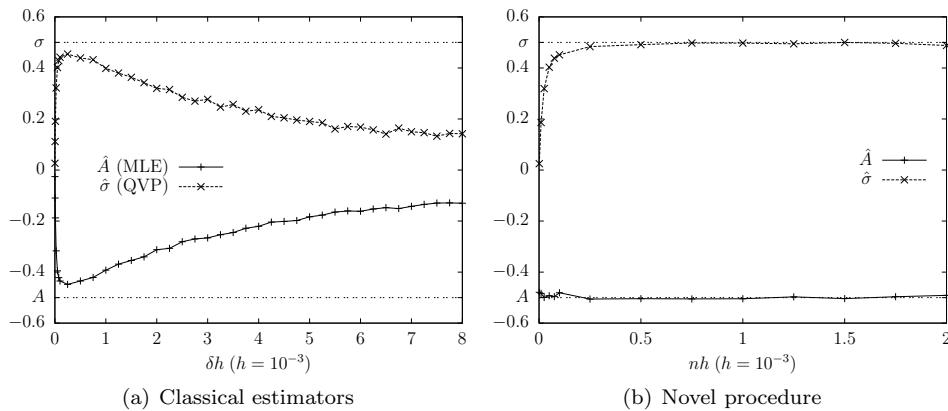 0.6
σ
0.4
0.2
0
−0.2
−0.4
A
−0.6
Â (MLE)
σ̂ (QVP)
0 1 2 3 4 5 6 7 8
δh (h = 10⁻³)
(a) Classical estimators
0.6
σ
0.4
0.2
0
−0.2
−0.4
A
−0.6
Â
σ̂
0 0.5 1 1.5 2
nh (h = 10⁻³)
(b) Novel procedure